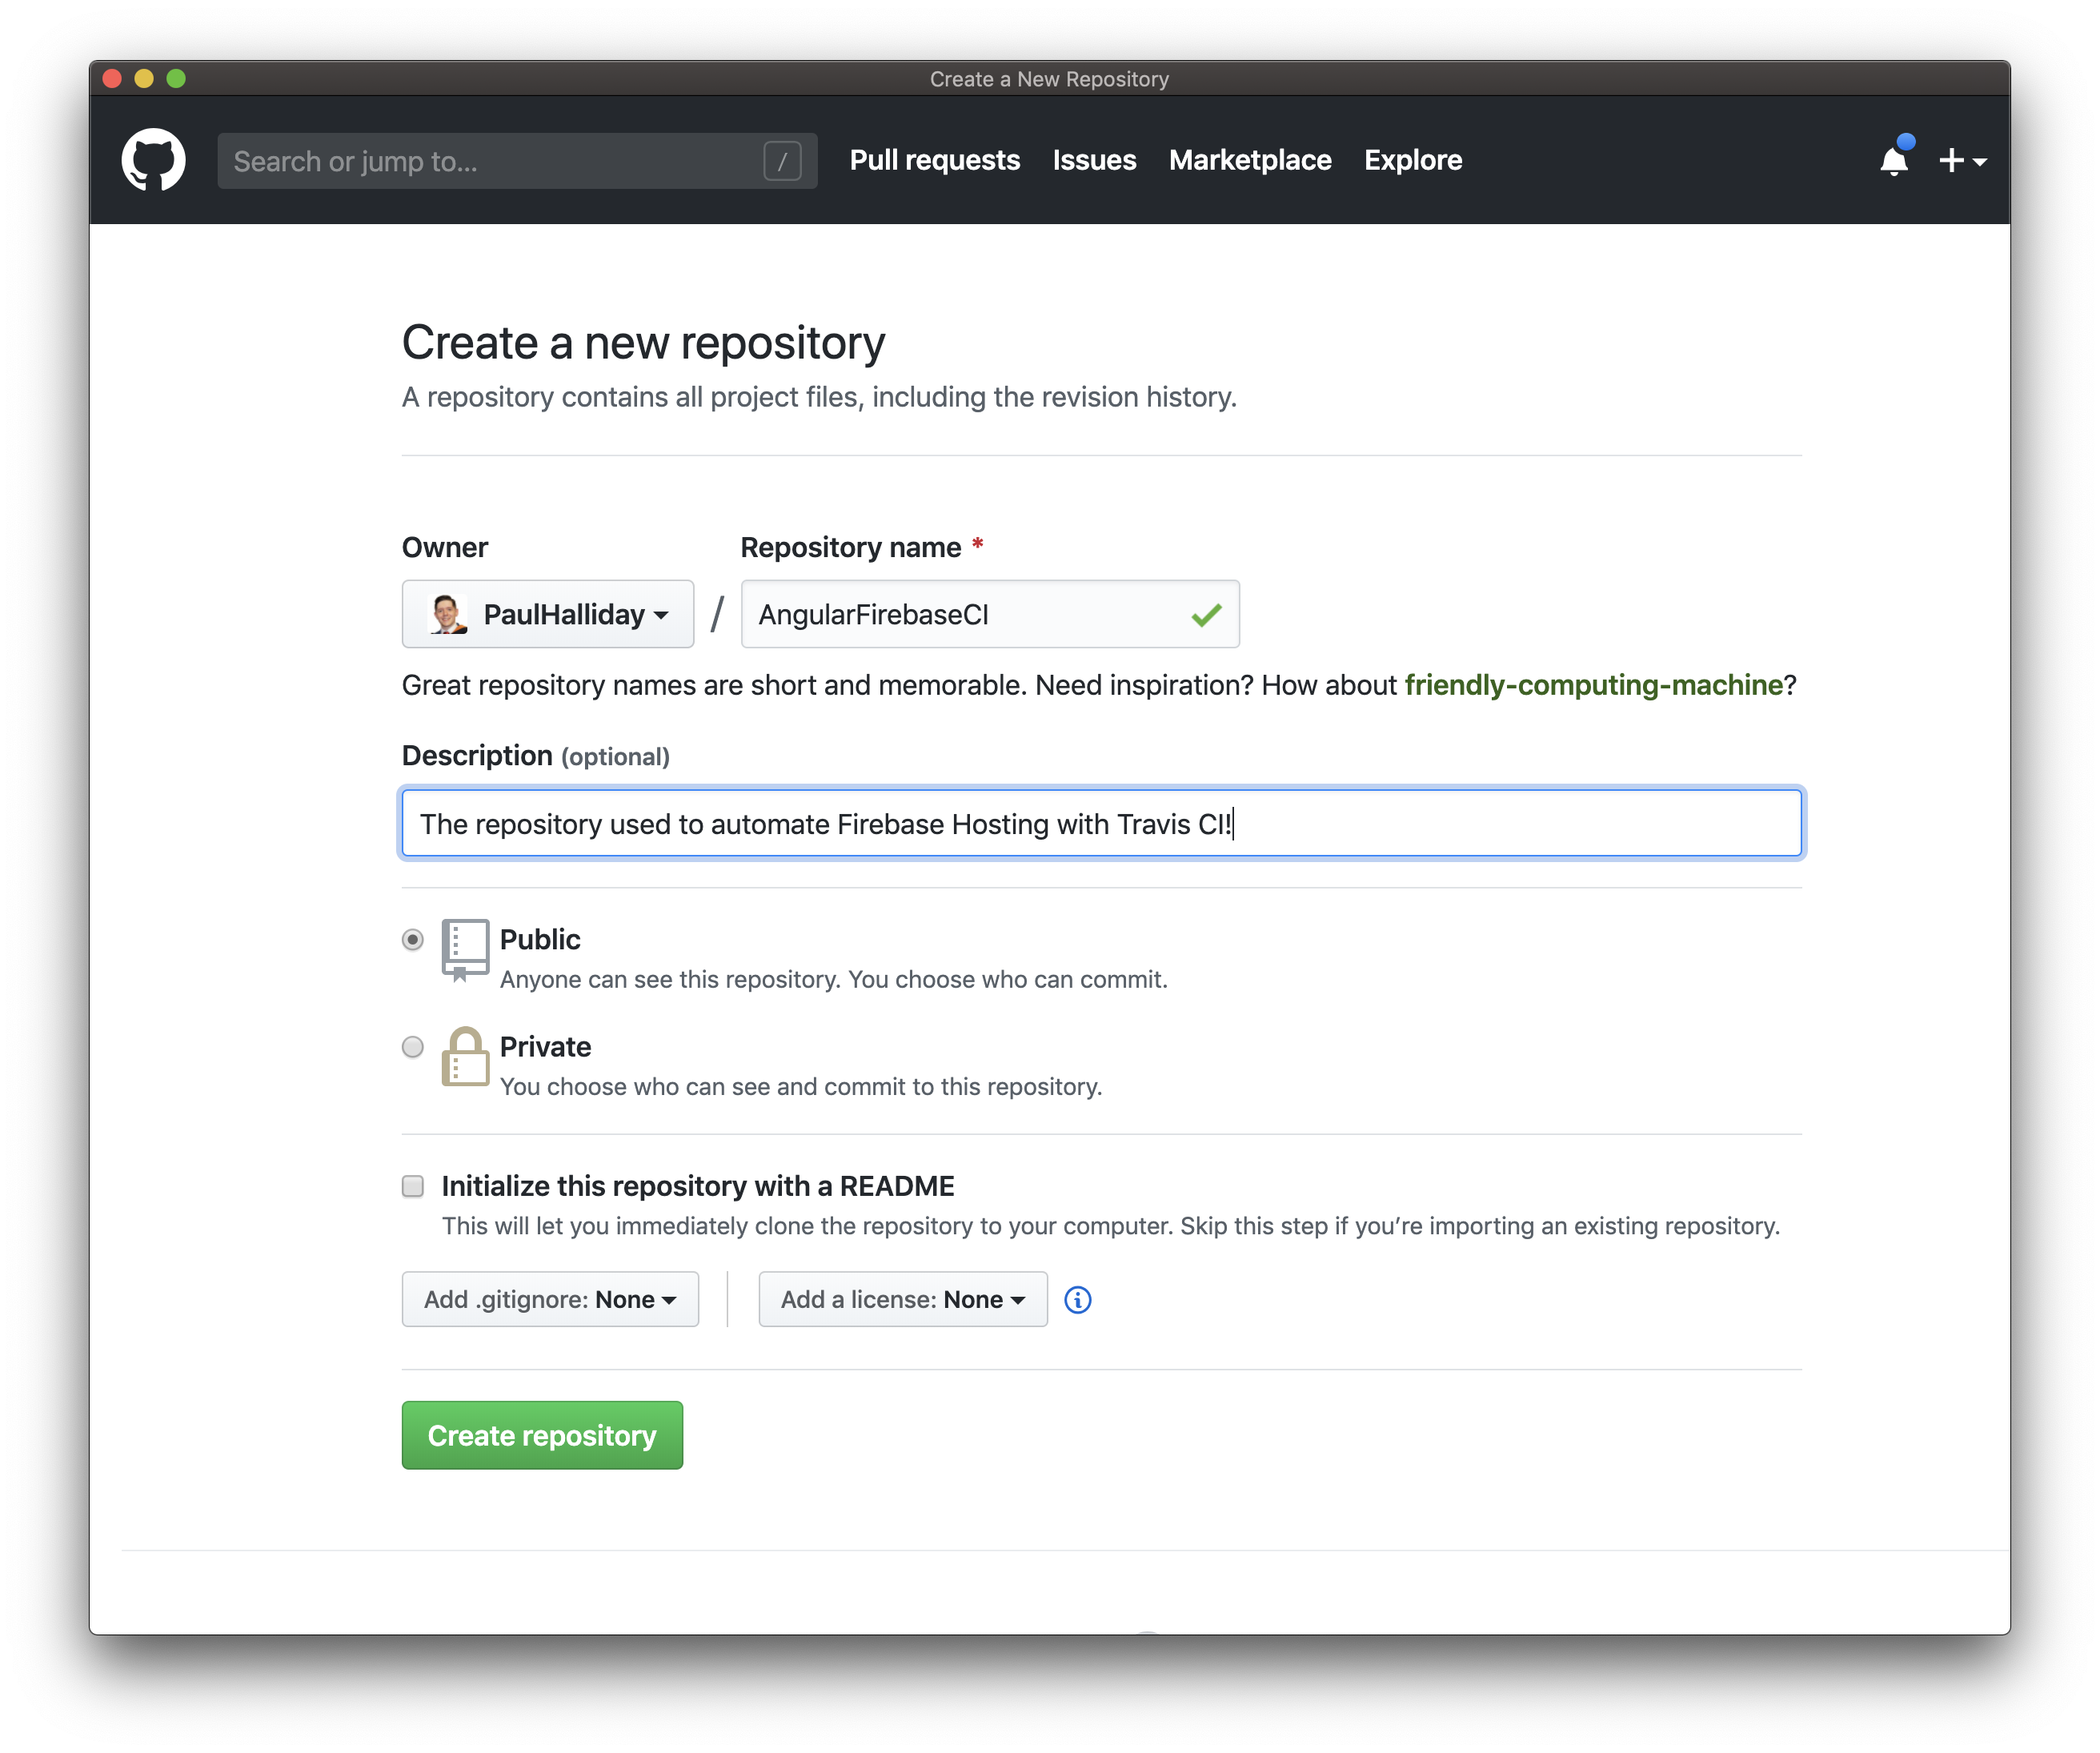 Create a New Repository
Search or jump to... /
Pull requests Issues Marketplace Explore
Create a new repository
A repository contains all project files, including the revision history.
Owner Repository name *
PaulHalliday / AngularFirebaseCI
Great repository names are short and memorable. Need inspiration? How about friendly-computing-machine?
Description (optional)
The repository used to automate Firebase Hosting with Travis CI!
Public
Anyone can see this repository. You choose who can commit.
Private
You choose who can see and commit to this repository.
Initialize this repository with a README
This will let you immediately clone the repository to your computer. Skip this step if you’re importing an existing repository.
Add .gitignore: None Add a license: None
Create repository